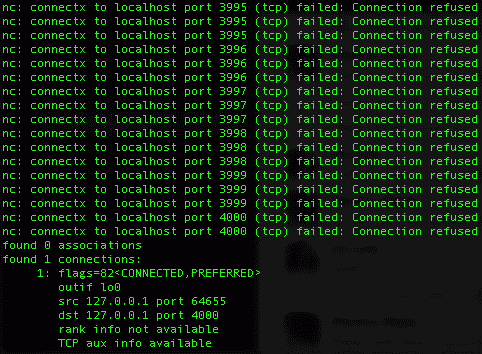 nc: connectx to localhost port 3995 (tcp) failed: Connection refused
nc: connectx to localhost port 3995 (tcp) failed: Connection refused
nc: connectx to localhost port 3995 (tcp) failed: Connection refused
nc: connectx to localhost port 3996 (tcp) failed: Connection refused
nc: connectx to localhost port 3996 (tcp) failed: Connection refused
nc: connectx to localhost port 3996 (tcp) failed: Connection refused
nc: connectx to localhost port 3997 (tcp) failed: Connection refused
nc: connectx to localhost port 3997 (tcp) failed: Connection refused
nc: connectx to localhost port 3997 (tcp) failed: Connection refused
nc: connectx to localhost port 3998 (tcp) failed: Connection refused
nc: connectx to localhost port 3998 (tcp) failed: Connection refused
nc: connectx to localhost port 3998 (tcp) failed: Connection refused
nc: connectx to localhost port 3999 (tcp) failed: Connection refused
nc: connectx to localhost port 3999 (tcp) failed: Connection refused
nc: connectx to localhost port 3999 (tcp) failed: Connection refused
nc: connectx to localhost port 4000 (tcp) failed: Connection refused
nc: connectx to localhost port 4000 (tcp) failed: Connection refused
found 0 associations
found 1 connections:
1: flags=82<CONNECTED,PREFERRED>
outif lo0
src 127.0.0.1 port 64655
dst 127.0.0.1 port 4000
rank info not available
TCP aux info available